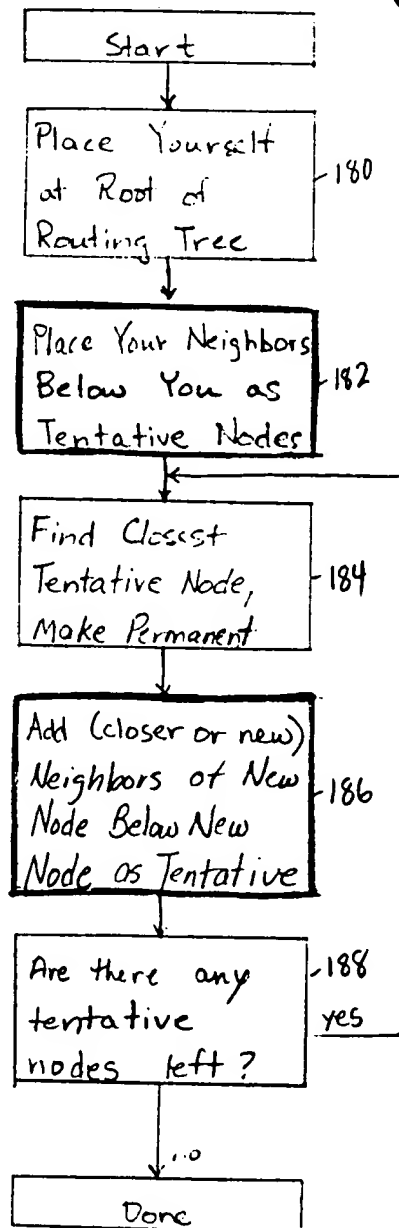 Start
Place Yourself
at Root of
Routing Tree
180
Place Your Neighbors
Below You as
Tentative Nodes
182
Find Closest
Tentative Node,
Make Permanent
184
Add (closer or new)
Neighbors of New
Node Below New
Node as Tentative
186
Are there any
tentative
nodes left?
188
yes
Done